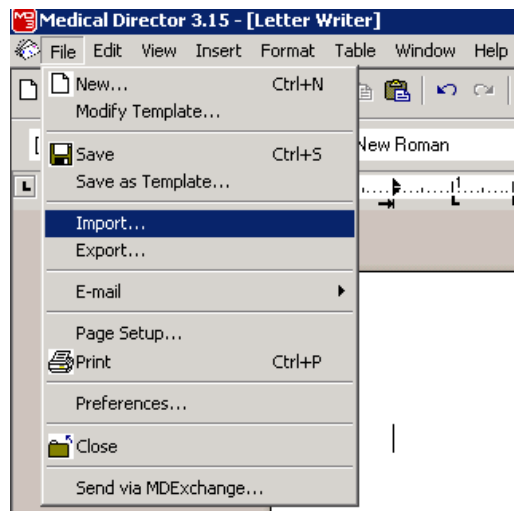 Medical Director 3.15 - [Letter Writer]
File Edit View Insert Format Table Window Help
New... Ctrl+N
Modify Template...
New Roman
Save Ctrl+S
Save as Template...
1
Import...
Export...
E-mail
Page Setup...
Print Ctrl+P
Preferences...
Close
Send via MDExchange...